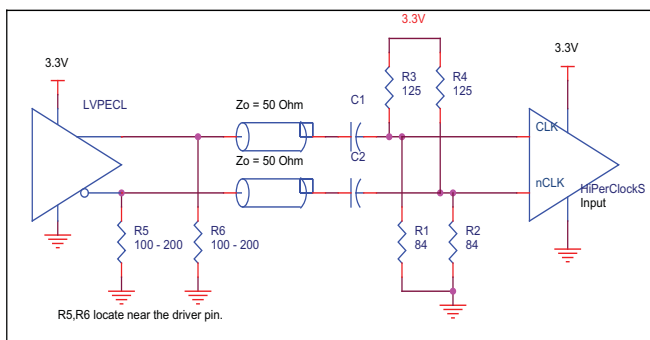 3.3V
3.3V
3.3V
LVPECL
R3
125
R4
125
Zo = 50 Ohm
C1
CLK
Zo = 50 Ohm
C2
nCLK
HiPerClockS
Input
R5
100 - 200
R6
100 - 200
R1
84
R2
84
R5,R6 locate near the driver pin.